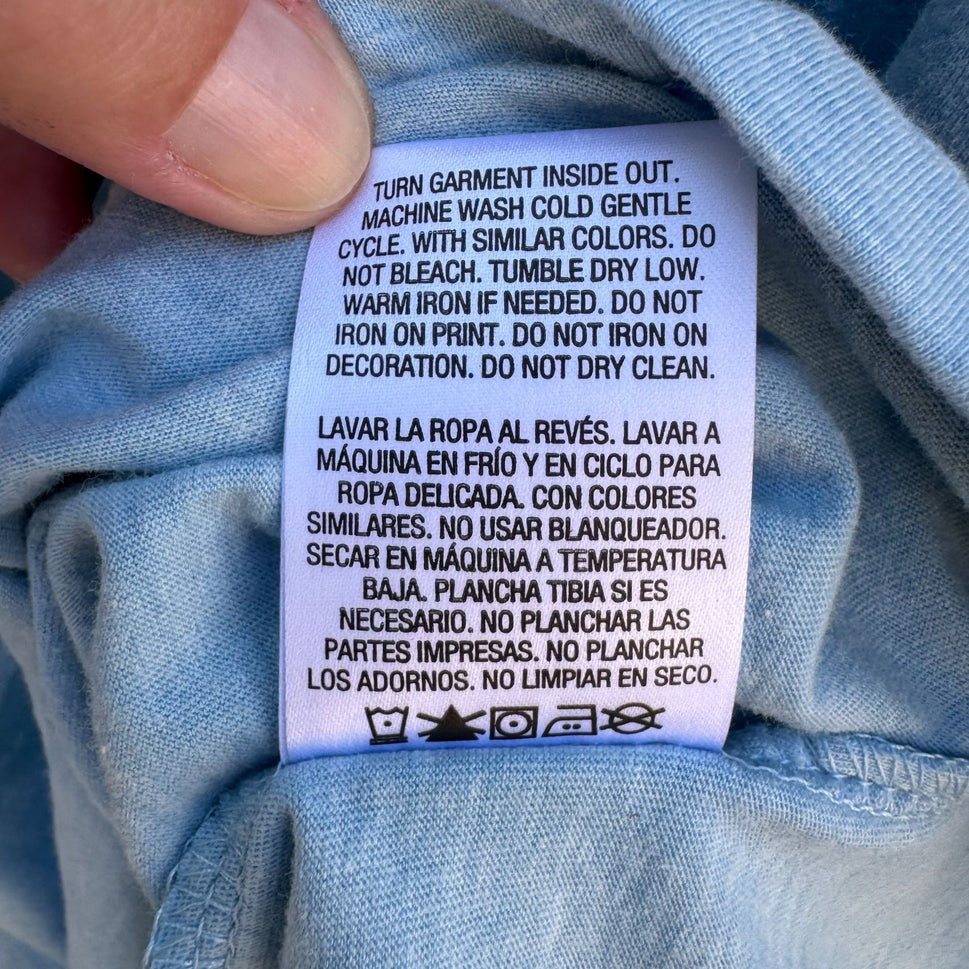 TURN GARMENT INSIDE OUT.
MACHINE WASH COLD GENTLE
CYCLE. WITH SIMILAR COLORS. DO
NOT BLEACH. TUMBLE DRY LOW.
WARM IRON IF NEEDED. DO NOT
IRON ON PRINT. DO NOT IRON ON
DECORATION. DO NOT DRY CLEAN.
LAVAR LA ROPA AL REVÉS. LAVAR A
MÁQUINA EN FRÍO Y EN CICLO PARA
ROPA DELICADA. CON COLORES
SIMILARES. NO USAR BLANQUEADOR.
SECAR EN MÁQUINA A TEMPERATURA
BAJA. PLANCHA TIBIA SI ES
NECESARIO. NO PLANCHAR LAS
PARTES IMPRESAS. NO PLANCHAR
LOS ADORNOS. NO LIMPIAR EN SECO.